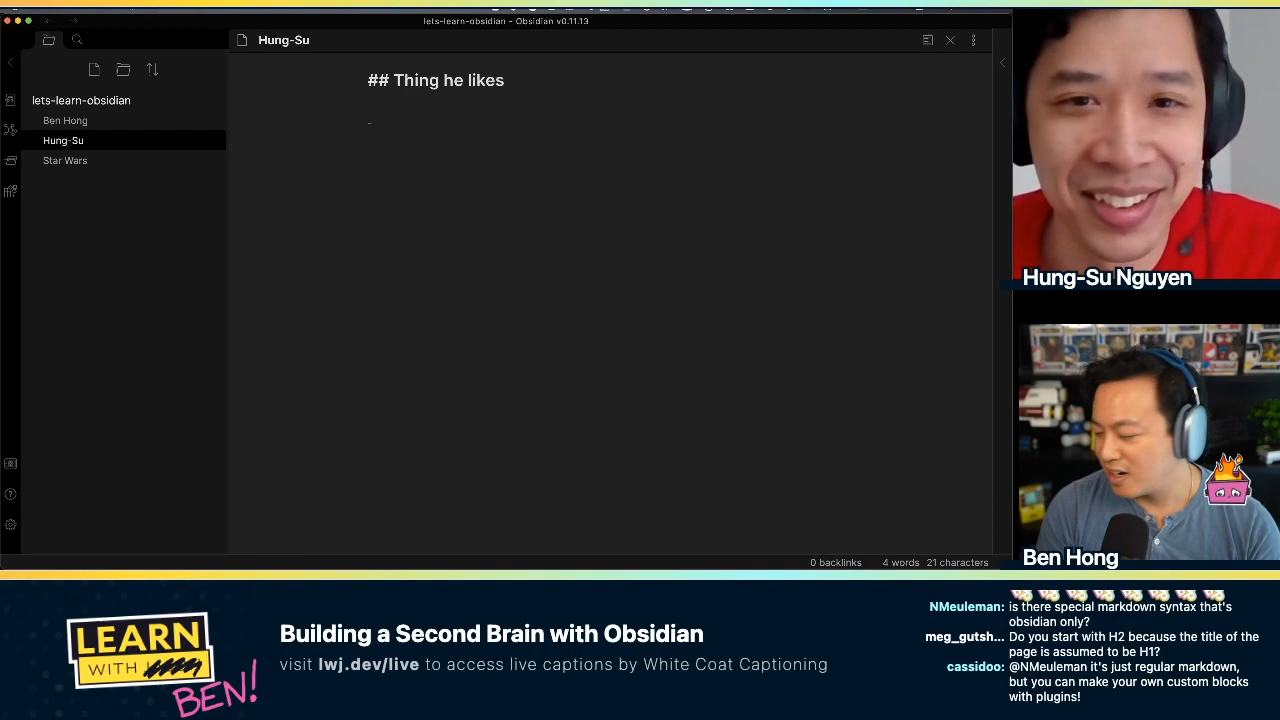 lets-learn-obsidian - Obsidian v0.11.13
Hung-Su
## Thing he likes
-
lets-learn-obsidian
Ben Hong
Hung-Su
Star Wars
0 backlinks
4 words
21 characters
Hung-Su Nguyen
Ben Hong
LEARN
WITH
BEN!
Building a Second Brain with Obsidian
visit lwj.dev/live to access live captions by White Coat Captioning
NMeuleman: is there special markdown syntax that's
obsidian only?
meg_gutsh... Do you start with H2 because the title of the
page is assumed to be H1?
cassidoo: @NMeuleman it's just regular markdown,
but you can make your own custom blocks
with plugins!